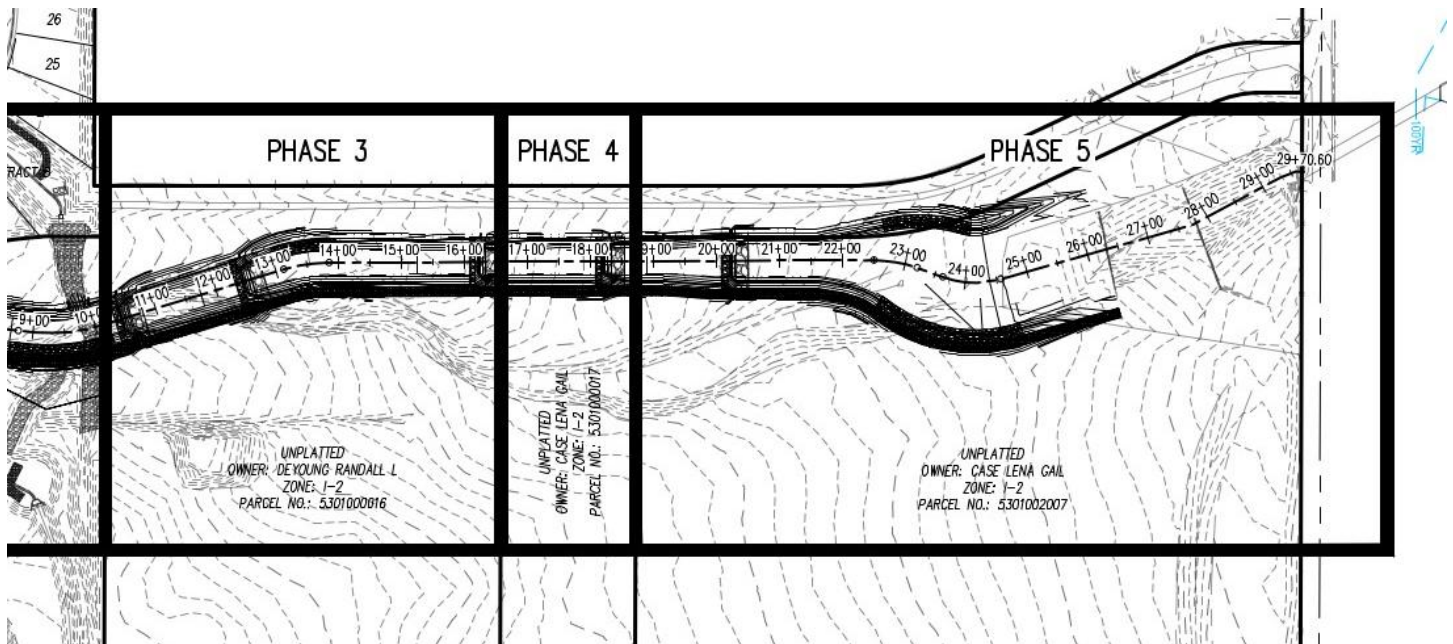 26
25
PHASE 3
PHASE 4
PHASE 5
100YR
29+70.60
29+00
28+00
27+00
26+00
25+00
24+00
23+00
22+00
21+00
20+00
9+00
18+00
17+00
16+00
15+00
14+00
13+00
12+00
11+00
10+0
9+00
UNPLATTED
OWNER: DEYOUNG RANDALL L
ZONE: I-2
PARCEL NO.: 5301000016
UNPLATTED
OWNER: CASE LENA GAIL
ZONE: I-2
PARCEL NO.: 5301000017
UNPLATTED
OWNER: CASE LENA GAIL
ZONE: I-2
PARCEL NO.: 5301002007